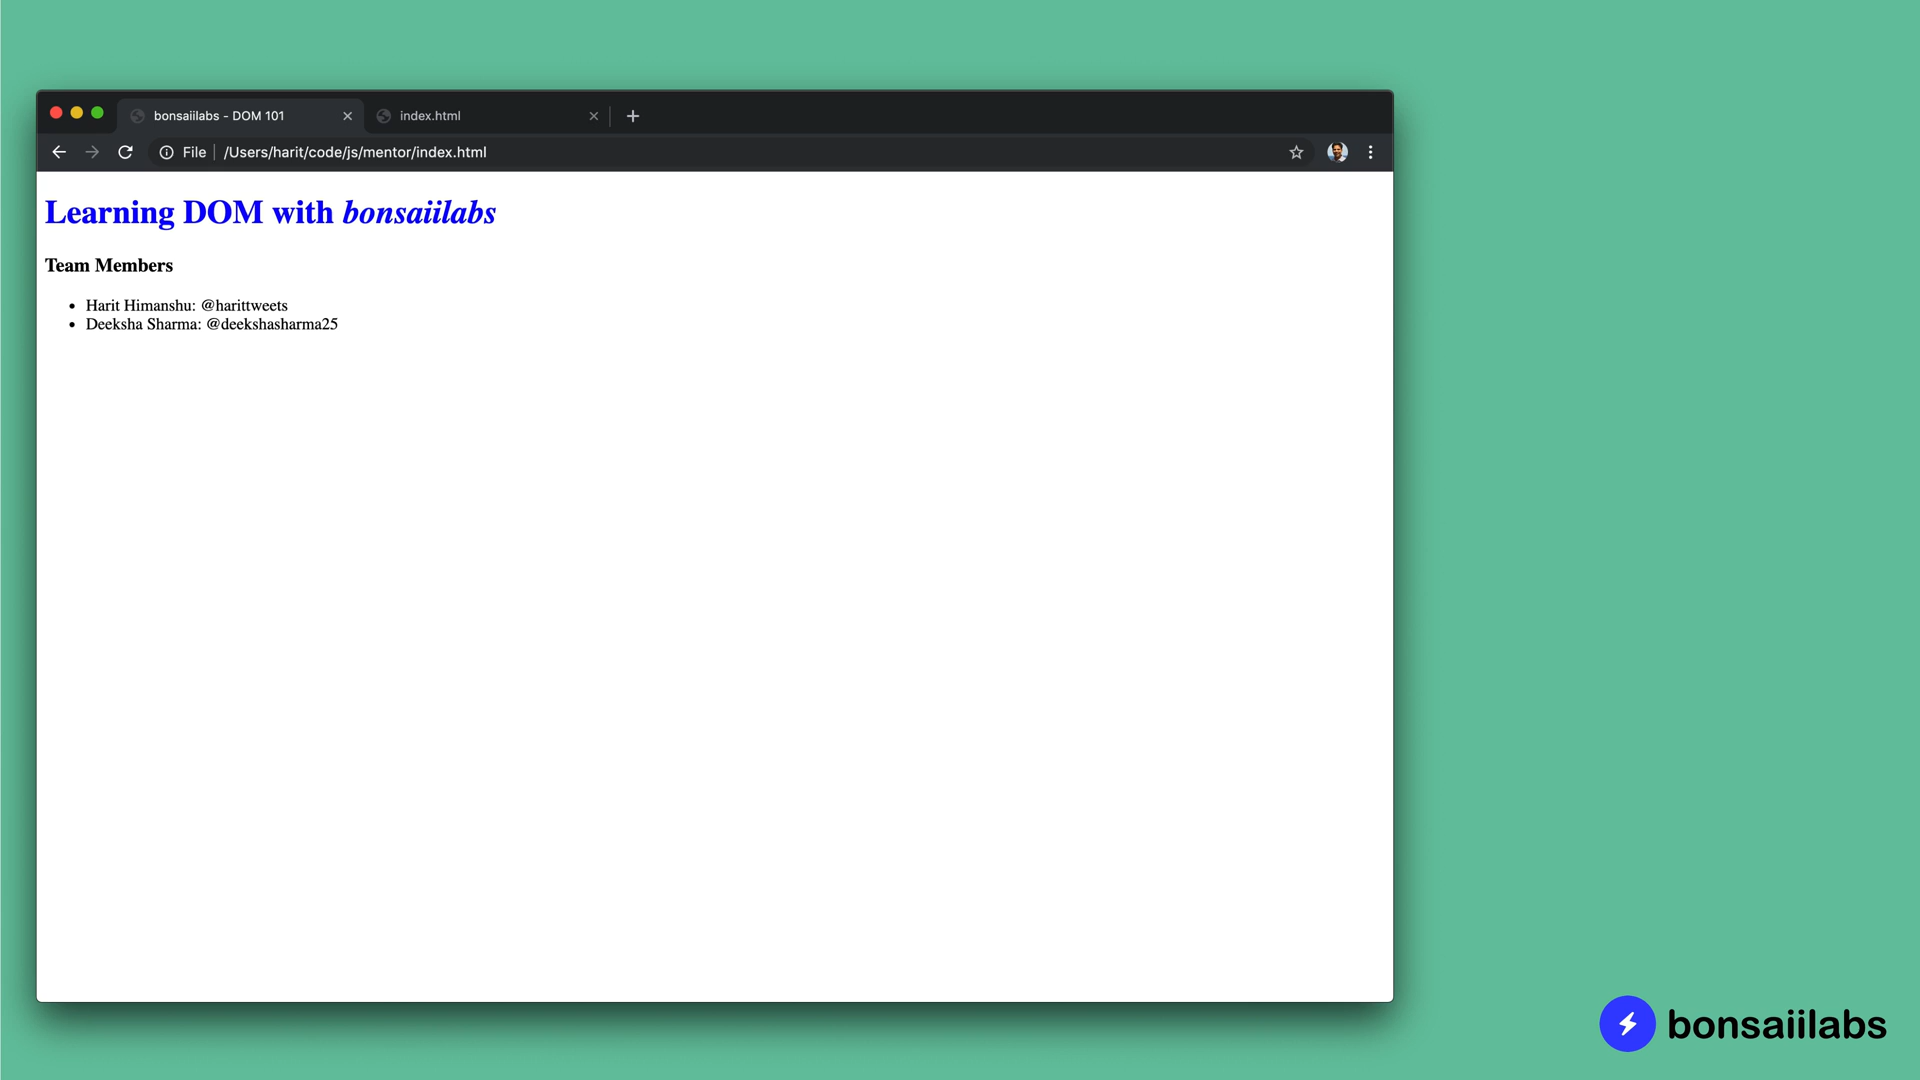 bonsaiilabs - DOM 101
index.html
File
/Users/harit/code/js/mentor/index.html
Learning DOM with bonsaiilabs
Team Members
Harit Himanshu: @harittweets
Deeksha Sharma: @deekshasharma25
bonsaiilabs